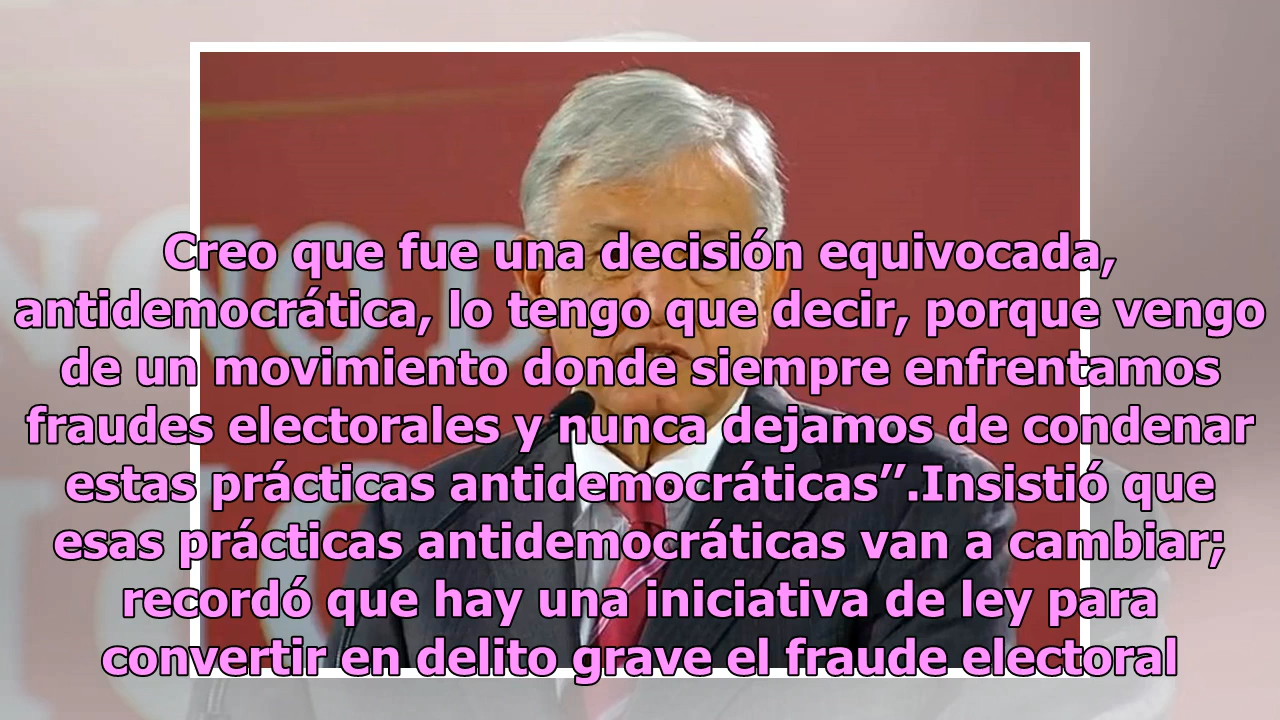 Creo que fue una decisión equivocada,
antidemocrática, lo tengo que decir, porque vengo
de un movimiento donde siempre enfrentamos
fraudes electorales y nunca dejamos de condenar
estas prácticas antidemocráticas”.Insistió que
esas prácticas antidemocráticas van a cambiar;
recordó que hay una iniciativa de ley para
convertir en delito grave el fraude electoral